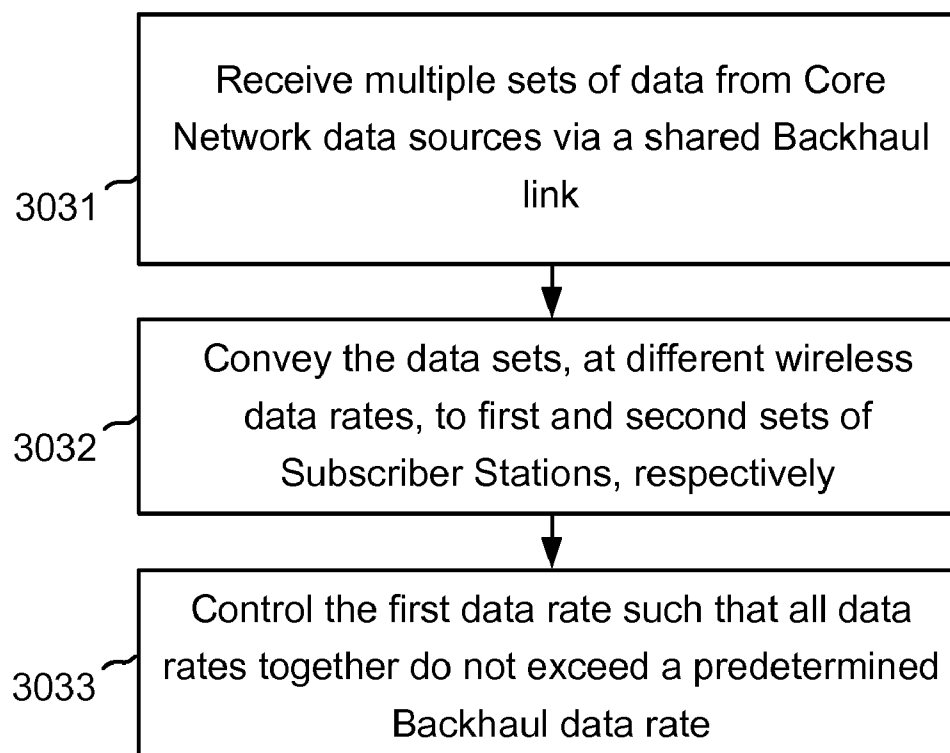 Receive multiple sets of data from Core
Network data sources via a shared Backhaul
link
3031
Convey the data sets, at different wireless
data rates, to first and second sets of
Subscriber Stations, respectively
3032
Control the first data rate such that all data
rates together do not exceed a predetermined
Backhaul data rate
3033